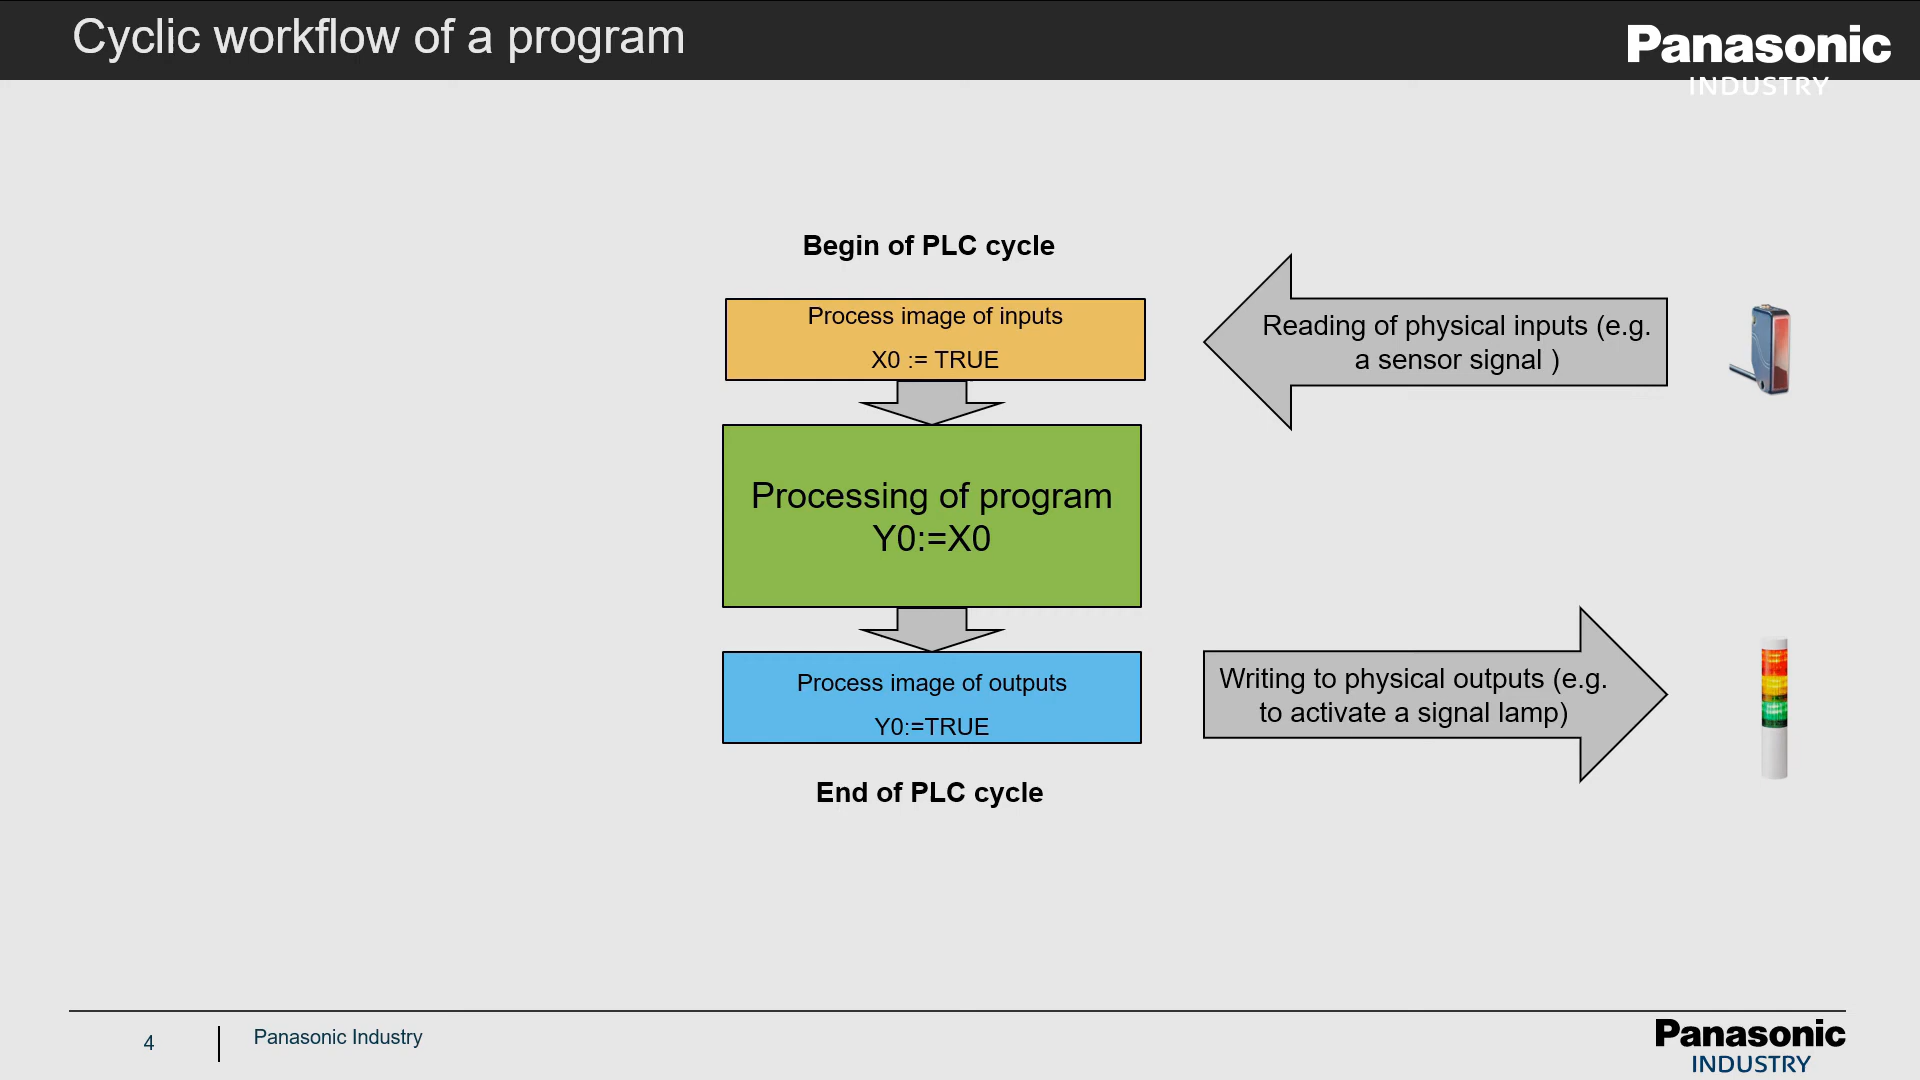 Cyclic workflow of a program
Panasonic
INDUSTRY
Begin of PLC cycle
Process image of inputs
X0 := TRUE
Reading of physical inputs (e.g.
a sensor signal )
Processing of program
Y0:=X0
Process image of outputs
Y0:=TRUE
Writing to physical outputs (e.g.
to activate a signal lamp)
End of PLC cycle
4
Panasonic Industry
Panasonic
INDUSTRY